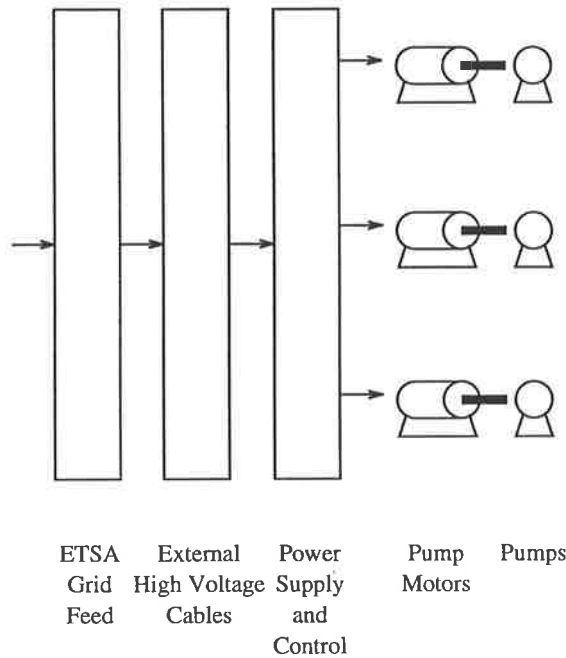 ETSA Grid Feed
External High Voltage Cables
Power Supply and Control
Pump Motors
Pumps